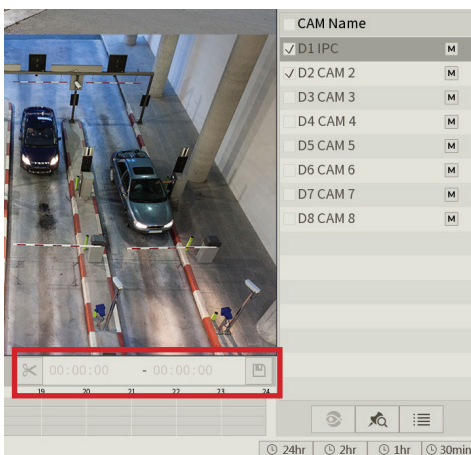 CAM Name
D1 IPC M
D2 CAM 2 M
D3 CAM 3 M
D4 CAM 4 M
D5 CAM 5 M
D6 CAM 6 M
D7 CAM 7 M
D8 CAM 8 M
00:00:00 - 00:00:00
19 20 21 22 23 24
24hr 2hr 1hr 30min